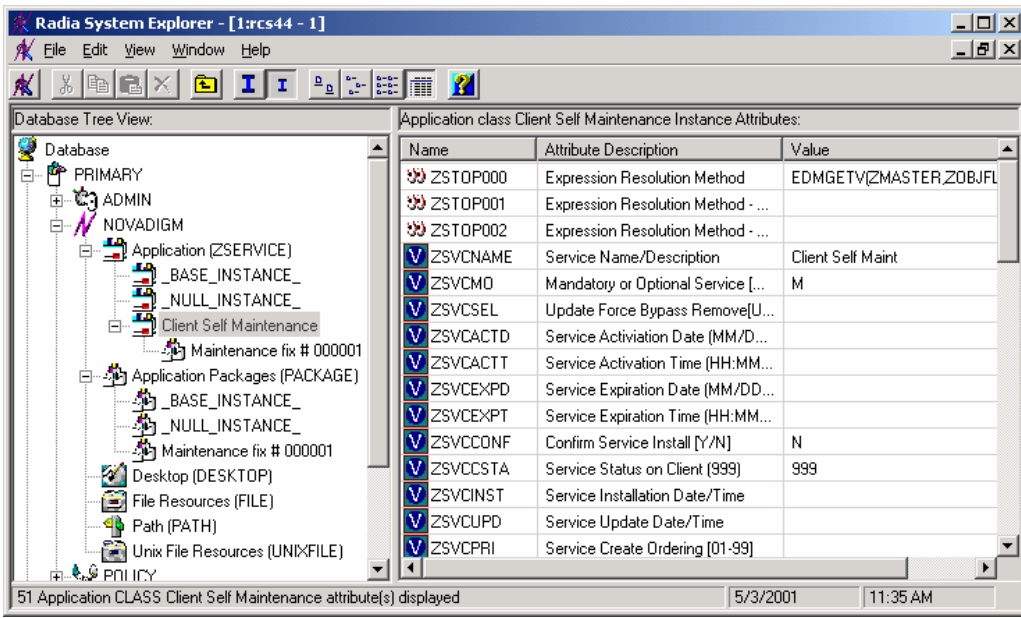 Radia System Explorer - [1:rcs44 - 1]
File Edit View Window Help
Database Tree View:
Database
PRIMARY
ADMIN
NOVADIGM
Application (ZSERVICE)
_BASE_INSTANCE_
_NULL_INSTANCE_
Client Self Maintenance
Maintenance fix # 000001
Application Packages (PACKAGE)
_BASE_INSTANCE_
_NULL_INSTANCE_
Maintenance fix # 000001
Desktop (DESKTOP)
File Resources (FILE)
Path (PATH)
Unix File Resources (UNIXFILE)
POLICY
Application class Client Self Maintenance Instance Attributes:
Name Attribute Description Value
ZSTOP000 Expression Resolution Method EDMGETV(ZMASTER,ZOBJFL
ZSTOP001 Expression Resolution Method - ...
ZSTOP002 Expression Resolution Method - ...
V ZSVCNAME Service Name/Description Client Self Maint
V ZSVCMO Mandatory or Optional Service [... M
V ZSVCSEL Update Force Bypass Remove[U...
V ZSVCACTD Service Activiation Date (MM/D...
V ZSVCACTT Service Activation Time (HH:MM...
V ZSVCEXPD Service Expiration Date (MM/DD...
V ZSVCEXPT Service Expiration Time (HH:MM...
V ZSVCCONF Confirm Service Install [Y/N] N
V ZSVCCSTA Service Status on Client (999) 999
V ZSVCINST Service Installation Date/Time
V ZSVCUPD Service Update Date/Time
V ZSVCPRI Service Create Ordering [01-99]
51 Application CLASS Client Self Maintenance attribute(s) displayed 5/3/2001 11:35 AM